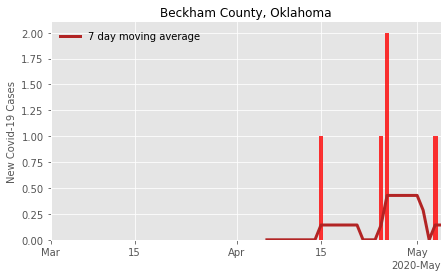 Beckham County, Oklahoma
7 day moving average
New Covid-19 Cases
2.00
1.75
1.50
1.25
1.00
0.75
0.50
0.25
0.00
Mar 15 Apr 15 May
2020-May